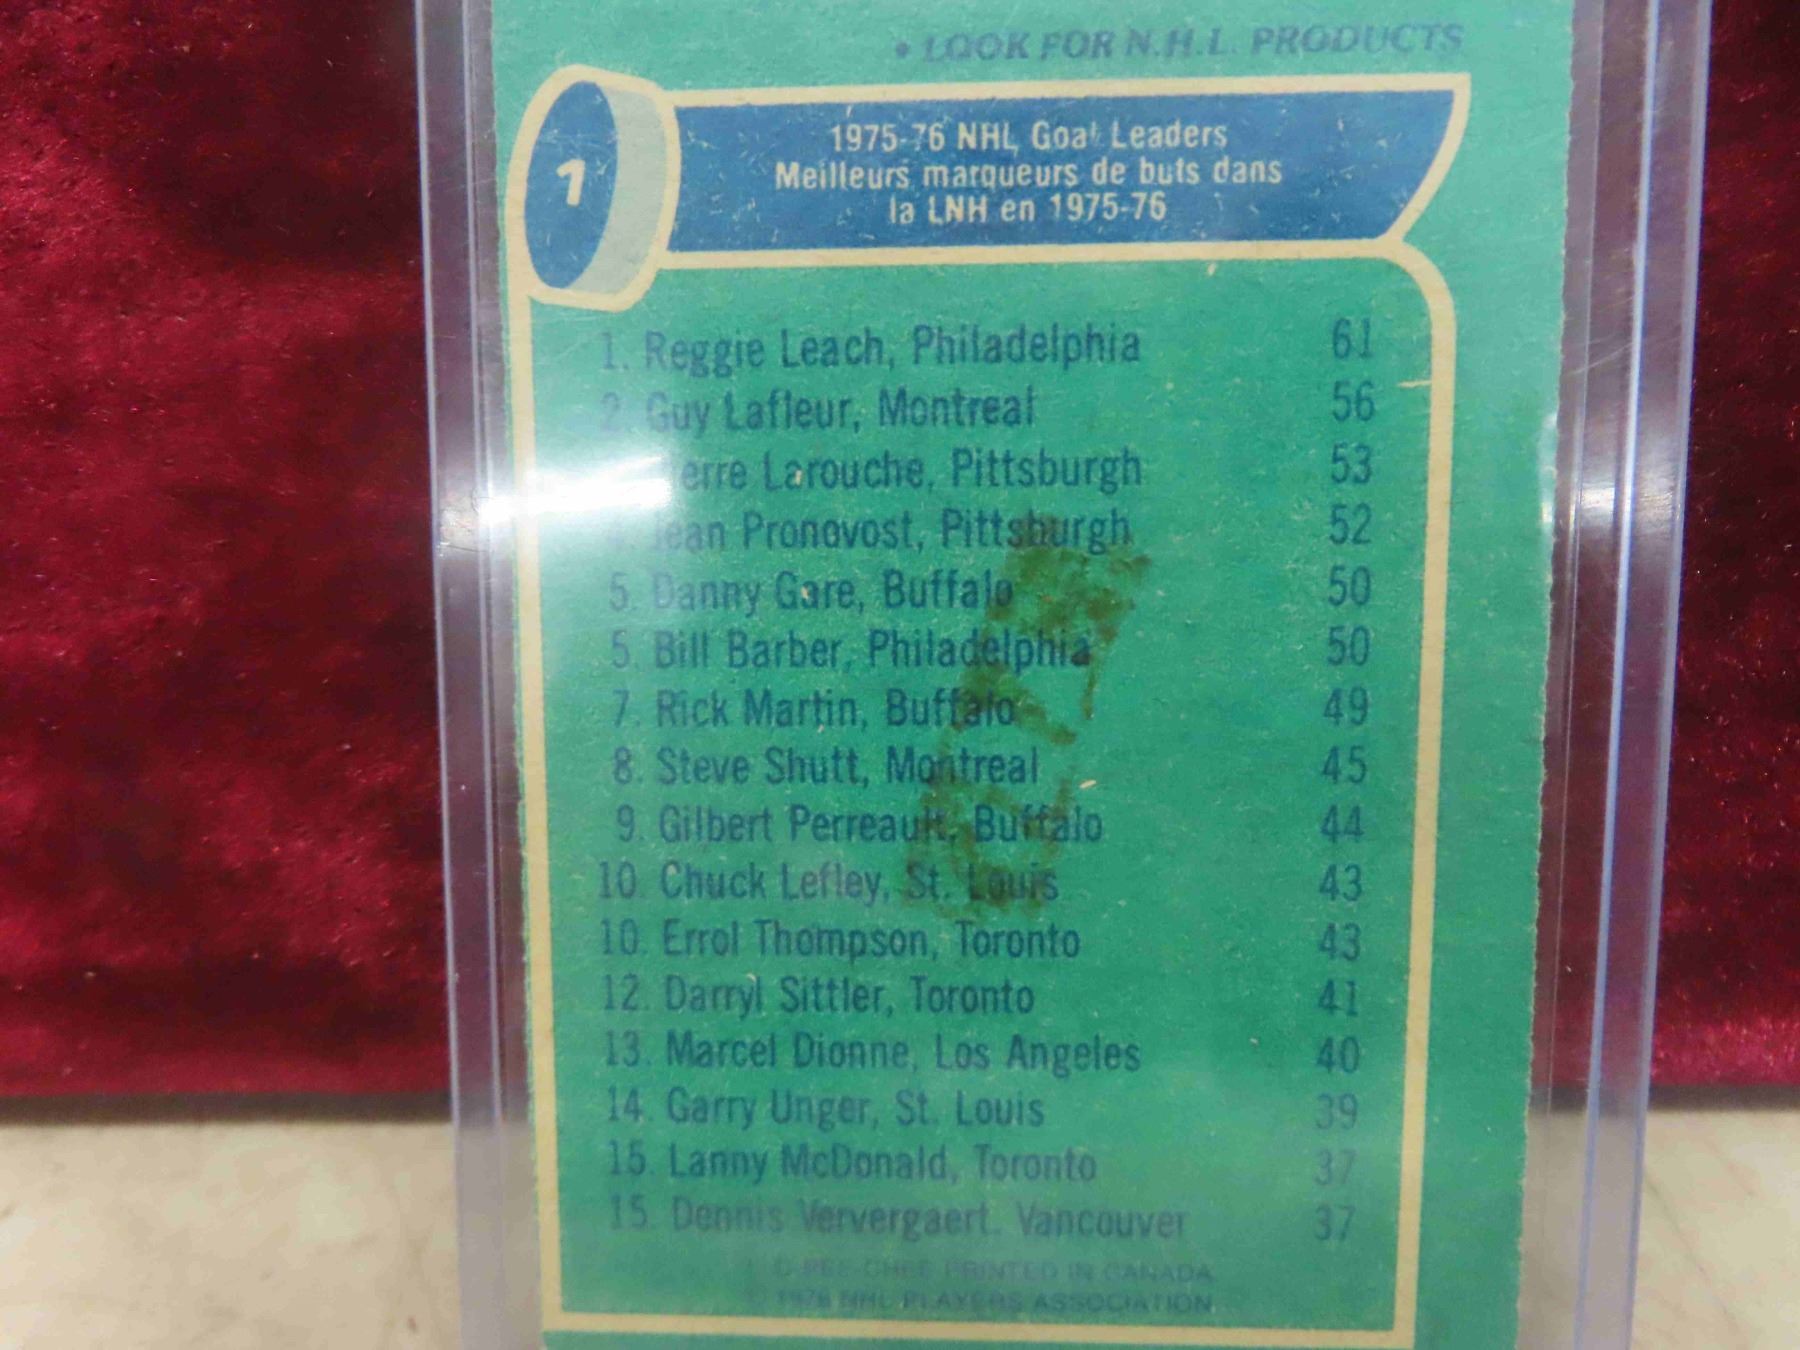 • LOOK FOR N.H.L. PRODUCTS
1
1975-76 NHL Goal Leaders
Meilleurs marqueurs de buts dans
la LNH en 1975-76
1. Reggie Leach, Philadelphia 61
2. Guy Lafleur, Montreal 56
Larouche, Pittsburgh 53
Jean Pronovost, Pittsburgh 52
5. Danny Gare, Buffalo 50
5. Bill Barber, Philadelphia 50
7. Rick Martin, Buffalo 49
8. Steve Shutt, Montreal 45
9. Gilbert Perreault, Buffalo 44
10. Chuck Lefley, St. Louis 43
10. Errol Thompson, Toronto 43
12. Darryl Sittler, Toronto 41
13. Marcel Dionne, Los Angeles 40
14. Garry Unger, St. Louis 39
15. Lanny McDonald, Toronto 37
15. Dennis Ververgaert. Vancouver 37
O-PEE-CHEE PRINTED IN CANADA
1976 NHL PLAYERS ASSOCIATION